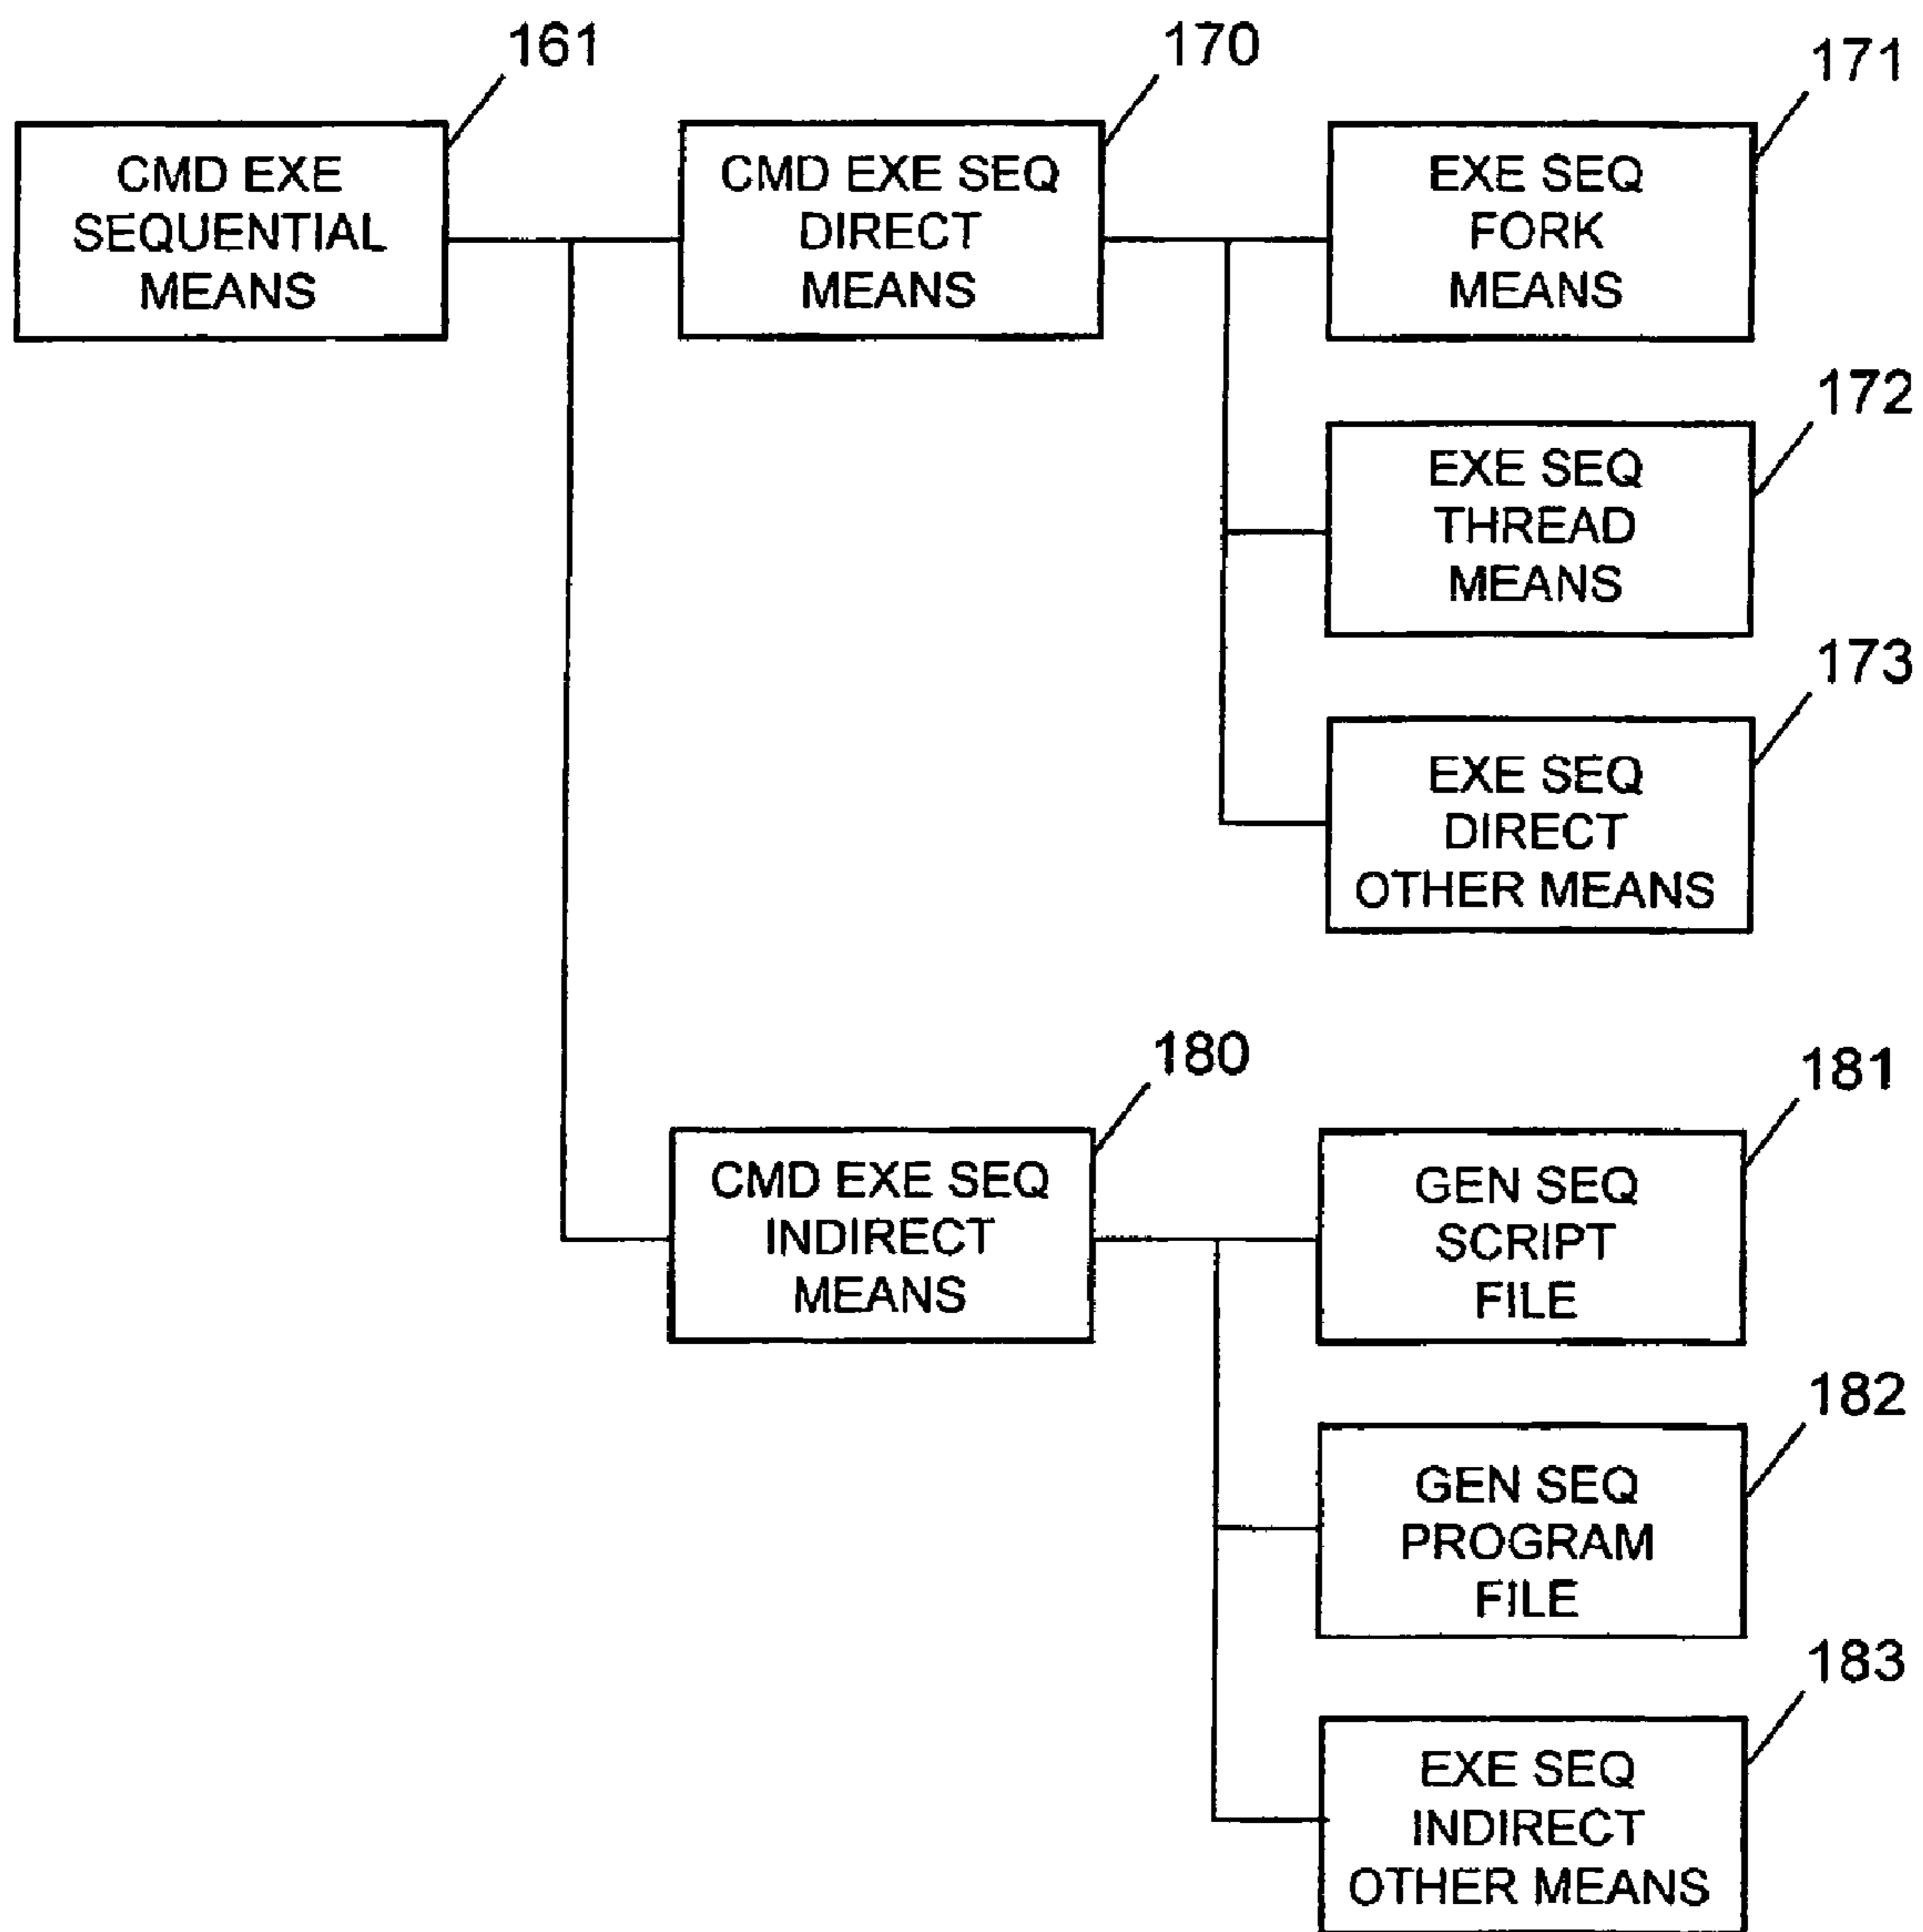 161
170
171
CMD EXE
SEQUENTIAL
MEANS
CMD EXE SEQ
DIRECT
MEANS
EXE SEQ
FORK
MEANS
172
EXE SEQ
THREAD
MEANS
173
EXE SEQ
DIRECT
OTHER MEANS
180
181
CMD EXE SEQ
INDIRECT
MEANS
GEN SEQ
SCRIPT
FILE
182
GEN SEQ
PROGRAM
FILE
183
EXE SEQ
INDIRECT
OTHER MEANS